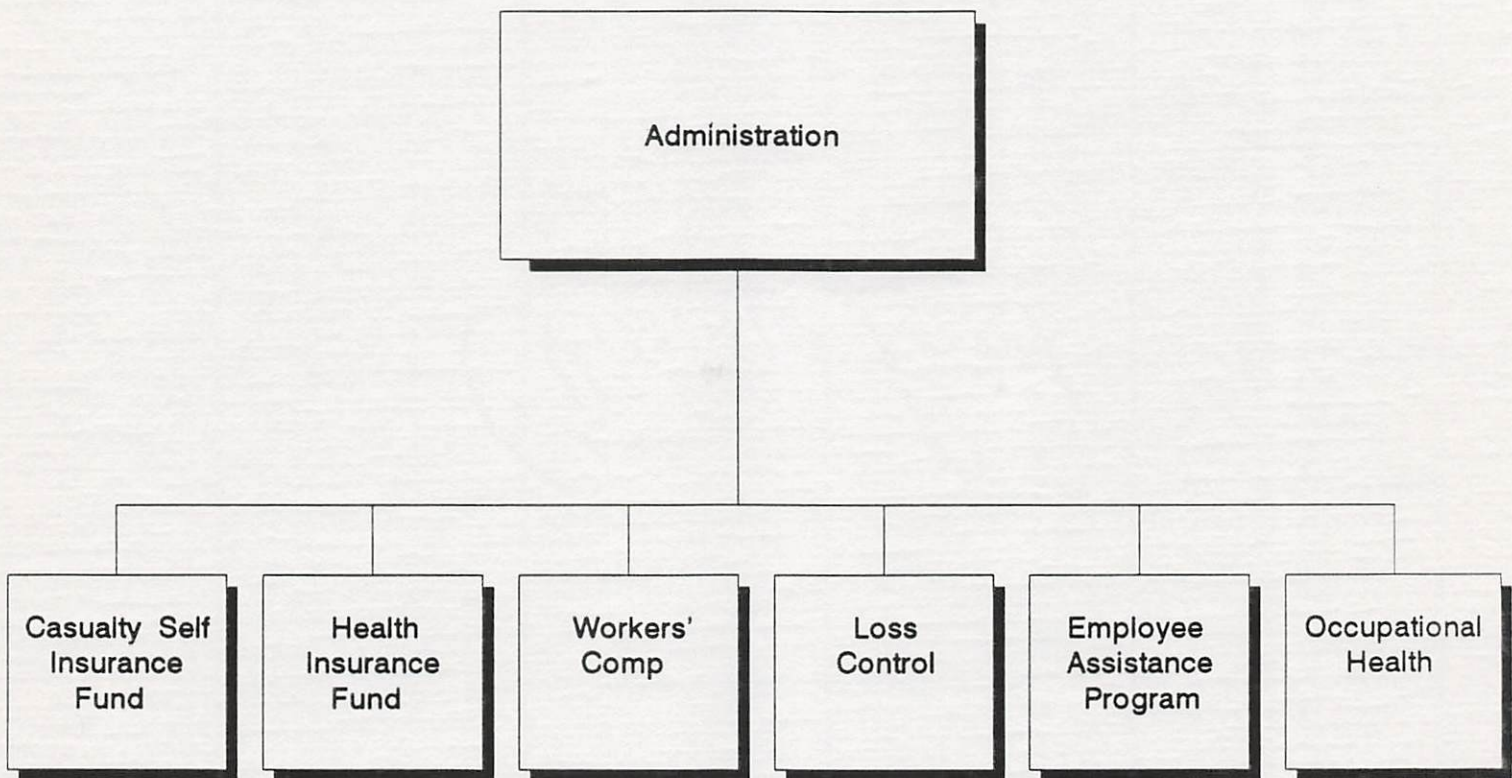 Administration
Casualty Self
Insurance
Fund
Health
Insurance
Fund
Workers'
Comp
Loss
Control
Employee
Assistance
Program
Occupational
Health